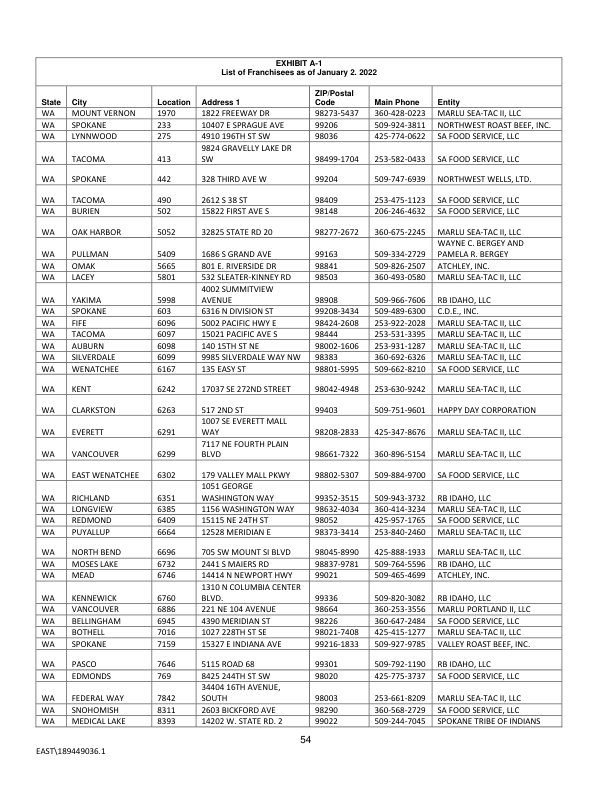 EXHIBIT A-1
List of Franchisees as of January 2. 2022
State City Location Address 1 ZIP/Postal Code Main Phone Entity
WA MOUNT VERNON 1970 1822 FREEWAY DR 98273-5437 360-428-0223 MARLU SEA-TAC II, LLC
WA SPOKANE 233 10407 E SPRAGUE AVE 99206 509-924-3811 NORTHWEST ROAST BEEF, INC.
WA LYNNWOOD 275 4910 196TH ST SW 98036 425-774-0622 SA FOOD SERVICE, LLC
WA TACOMA 413 9824 GRAVELLY LAKE DR SW 98499-1704 253-582-0433 SA FOOD SERVICE, LLC
WA SPOKANE 442 328 THIRD AVE W 99204 509-747-6939 NORTHWEST WELLS, LTD.
WA TACOMA 490 2612 S 38 ST 98409 253-475-1123 SA FOOD SERVICE, LLC
WA BURIEN 502 15822 FIRST AVE S 98148 206-246-4632 SA FOOD SERVICE, LLC
WA OAK HARBOR 5052 32825 STATE RD 20 98277-2672 360-675-2245 MARLU SEA-TAC II, LLC
WA PULLMAN 5409 1686 S GRAND AVE 99163 509-334-2729 WAYNE C. BERGEY AND PAMELA R. BERGEY
WA OMAK 5665 801 E. RIVERSIDE DR 98841 509-826-2507 ATCHLEY, INC.
WA LACEY 5801 532 SLEATER-KINNEY RD 98503 360-493-0580 MARLU SEA-TAC II, LLC
WA YAKIMA 5998 4002 SUMMITVIEW AVENUE 98908 509-966-7606 RB IDAHO, LLC
WA SPOKANE 603 6316 N DIVISION ST 99208-3434 509-489-6300 C.D.E., INC.
WA FIFE 6096 5002 PACIFIC HWY E 98424-2608 253-922-2028 MARLU SEA-TAC II, LLC
WA TACOMA 6097 15021 PACIFIC AVE S 98444 253-531-3395 MARLU SEA-TAC II, LLC
WA AUBURN 6098 140 15TH ST NE 98002-1606 253-931-1287 MARLU SEA-TAC II, LLC
WA SILVERDALE 6099 9985 SILVERDALE WAY NW 98383 360-692-6326 MARLU SEA-TAC II, LLC
WA WENATCHEE 6167 135 EASY ST 98801-5995 509-662-8210 SA FOOD SERVICE, LLC
WA KENT 6242 17037 SE 272ND STREET 98042-4948 253-630-9242 MARLU SEA-TAC II, LLC
WA CLARKSTON 6263 517 2ND ST 99403 509-751-9601 HAPPY DAY CORPORATION
WA EVERETT 6291 1007 SE EVERETT MALL WAY 98208-2833 425-347-8676 MARLU SEA-TAC II, LLC
WA VANCOUVER 6299 7117 NE FOURTH PLAIN BLVD 98661-7322 360-896-5154 MARLU SEA-TAC II, LLC
WA EAST WENATCHEE 6302 179 VALLEY MALL PKWY 98802-5307 509-884-9700 SA FOOD SERVICE, LLC
WA RICHLAND 6351 1051 GEORGE WASHINGTON WAY 99352-3515 509-943-3732 RB IDAHO, LLC
WA LONGVIEW 6385 1156 WASHINGTON WAY 98632-4034 360-414-3234 MARLU SEA-TAC II, LLC
WA REDMOND 6409 15115 NE 24TH ST 98052 425-957-1765 SA FOOD SERVICE, LLC
WA PUYALLUP 6664 12528 MERIDIAN E 98373-3414 253-840-2460 MARLU SEA-TAC II, LLC
WA NORTH BEND 6696 705 SW MOUNT SI BLVD 98045-8990 425-888-1933 MARLU SEA-TAC II, LLC
WA MOSES LAKE 6732 2441 S MAIERS RD 98837-9781 509-764-5596 RB IDAHO, LLC
WA MEAD 6746 14414 N NEWPORT HWY 99021 509-465-4699 ATCHLEY, INC.
WA KENNEWICK 6760 1310 N COLUMBIA CENTER BLVD. 99336 509-820-3082 RB IDAHO, LLC
WA VANCOUVER 6886 221 NE 104 AVENUE 98664 360-253-3556 MARLU PORTLAND II, LLC
WA BELLINGHAM 6945 4390 MERIDIAN ST 98226 360-647-2484 SA FOOD SERVICE, LLC
WA BOTHELL 7016 1027 228TH ST SE 98021-7408 425-415-1277 MARLU SEA-TAC II, LLC
WA SPOKANE 7159 15327 E INDIANA AVE 99216-1833 509-927-9785 VALLEY ROAST BEEF, INC.
WA PASCO 7646 5115 ROAD 68 99301 509-792-1190 RB IDAHO, LLC
WA EDMONDS 769 8425 244TH ST SW 98020 425-775-3737 SA FOOD SERVICE, LLC
WA FEDERAL WAY 7842 34404 16TH AVENUE, SOUTH 98003 253-661-8209 MARLU SEA-TAC II, LLC
WA SNOHOMISH 8311 2603 BICKFORD AVE 98290 360-568-2729 SA FOOD SERVICE, LLC
WA MEDICAL LAKE 8393 14202 W. STATE RD. 2 99022 509-244-7045 SPOKANE TRIBE OF INDIANS
54
EAST\189449036.1